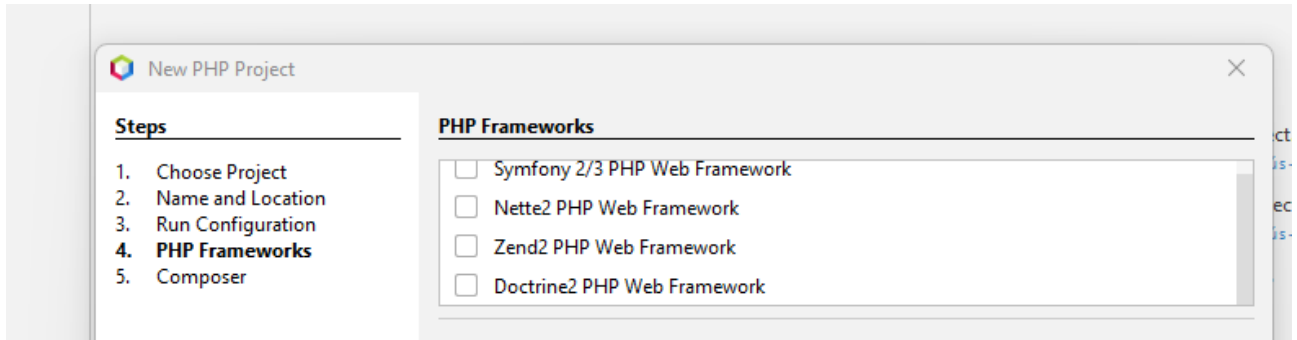 New PHP Project
Steps
1. Choose Project
2. Name and Location
3. Run Configuration
4. PHP Frameworks
5. Composer
PHP Frameworks
Symfony 2/3 PHP Web Framework
Nette2 PHP Web Framework
Zend2 PHP Web Framework
Doctrine2 PHP Web Framework